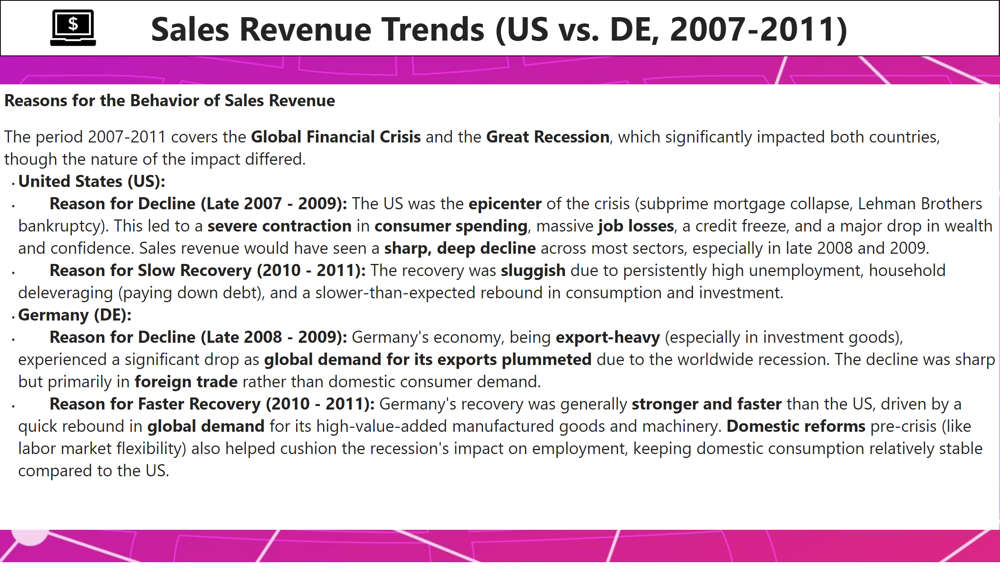 $
Sales Revenue Trends (US vs. DE, 2007-2011)
Reasons for the Behavior of Sales Revenue
The period 2007-2011 covers the Global Financial Crisis and the Great Recession, which significantly impacted both countries,
though the nature of the impact differed.
• United States (US):
• Reason for Decline (Late 2007 - 2009): The US was the epicenter of the crisis (subprime mortgage collapse, Lehman Brothers
bankruptcy). This led to a severe contraction in consumer spending, massive job losses, a credit freeze, and a major drop in wealth
and confidence. Sales revenue would have seen a sharp, deep decline across most sectors, especially in late 2008 and 2009.
• Reason for Slow Recovery (2010 - 2011): The recovery was sluggish due to persistently high unemployment, household
deleveraging (paying down debt), and a slower-than-expected rebound in consumption and investment.
• Germany (DE):
• Reason for Decline (Late 2008 - 2009): Germany's economy, being export-heavy (especially in investment goods),
experienced a significant drop as global demand for its exports plummeted due to the worldwide recession. The decline was sharp
but primarily in foreign trade rather than domestic consumer demand.
• Reason for Faster Recovery (2010 - 2011): Germany's recovery was generally stronger and faster than the US, driven by a
quick rebound in global demand for its high-value-added manufactured goods and machinery. Domestic reforms pre-crisis (like
labor market flexibility) also helped cushion the recession's impact on employment, keeping domestic consumption relatively stable
compared to the US.